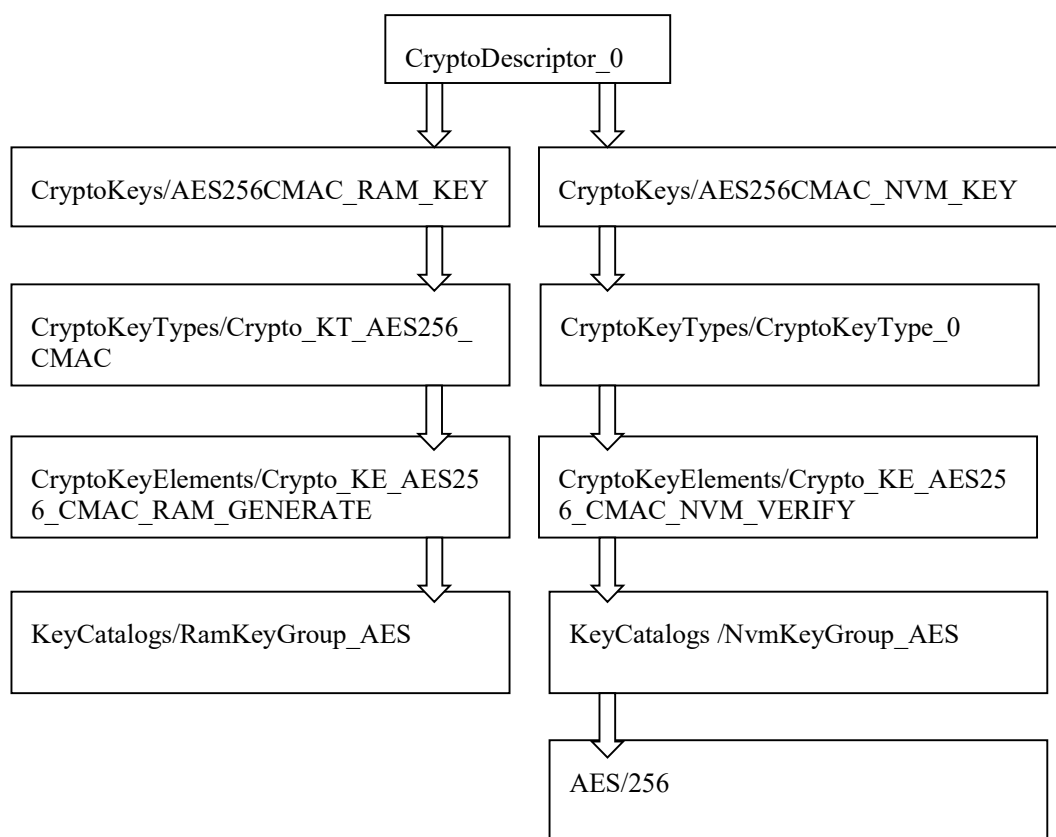 CryptoDescriptor_0
CryptoKeys/AES256CMAC_RAM_KEY
CryptoKeys/AES256CMAC_NVM_KEY
CryptoKeyTypes/Crypto_KT_AES256_
CMAC
CryptoKeyTypes/CryptoKeyType_0
CryptoKeyElements/Crypto_KE_AES25
6_CMAC_RAM_GENERATE
CryptoKeyElements/Crypto_KE_AES25
6_CMAC_NVM_VERIFY
KeyCatalogs/RamKeyGroup_AES
KeyCatalogs /NvmKeyGroup_AES
AES/256